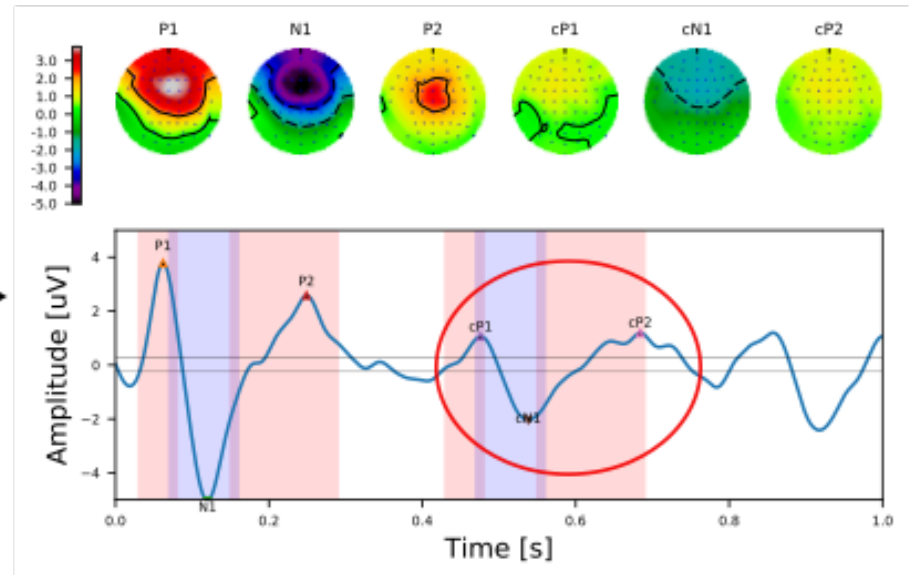 P1 N1 P2 cP1 cN1 cP2
3.0
2.0
1.0
0.0
-1.0
-2.0
-3.0
-4.0
-5.0
Amplitude [uV]
4
2
0
−2
−4
P1
P2
N1
cP1
cN1
cP2
0.0 0.2 0.4 0.6 0.8 1.0
Time [s]